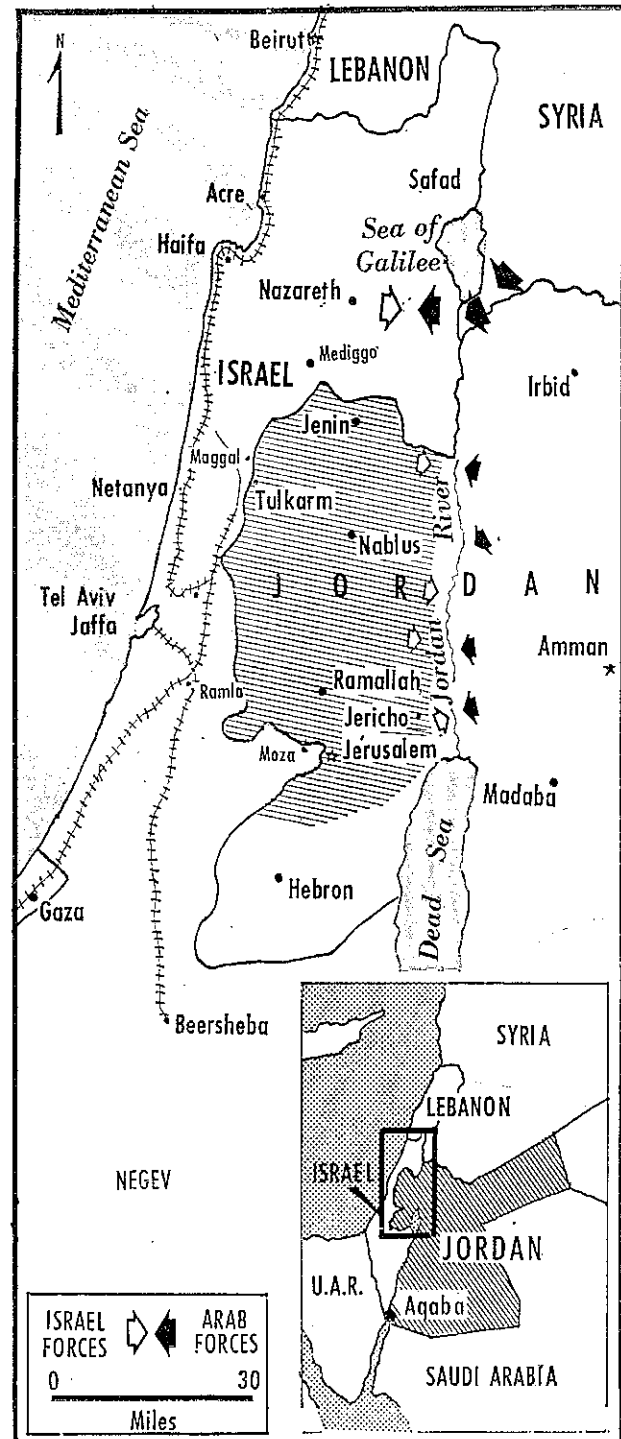 N
Beirut
LEBANON
SYRIA
Mediterranean Sea
Acre
Safad
Haifa
Sea of
Galilee
Nazareth
ISRAEL
Mediggo
Irbid
Jenin
Maggal
Netanya
Tulkarm
Nablus
Jordan River
JORDAN
Tel Aviv
Jaffa
Amman
Ramla
Ramallah
Jericho
Moza
Jerusalem
Madaba
Hebron
Dead Sea
Gaza
Beersheba
NEGEV
SYRIA
LEBANON
ISRAEL
JORDAN
U.A.R.
Aqaba
SAUDI ARABIA
ISRAEL FORCES
ARAB FORCES
0 30
Miles